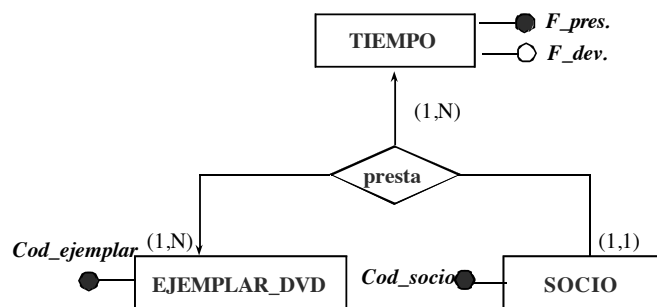 F_pres.
TIEMPO
F_dev.
(1,N)
presta
Cod_ejemplar
(1,N)
(1,1)
Cod_socio
EJEMPLAR_DVD
SOCIO